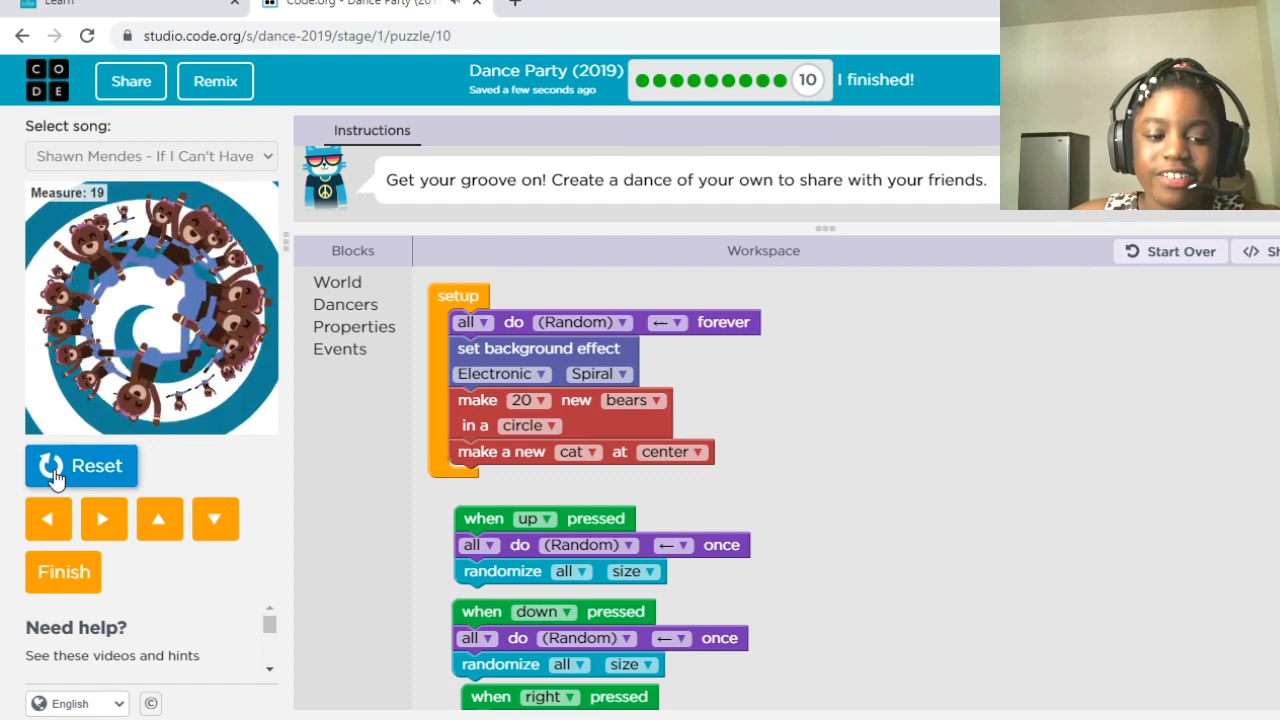 Learn
Code.org - Dance Party (201
studio.code.org/s/dance-2019/stage/1/puzzle/10
C O
D E
Share
Remix
Dance Party (2019)
Saved a few seconds ago
10
I finished!
Select song:
Shawn Mendes - If I Can't Have
Instructions
Get your groove on! Create a dance of your own to share with your friends.
Measure: 19
Blocks
Workspace
Start Over
World
Dancers
Properties
Events
setup
all do (Random) ← forever
set background effect
Electronic Spiral
make 20 new bears
in a circle
make a new cat at center
when up pressed
all do (Random) ← once
randomize all size
when down pressed
all do (Random) ← once
randomize all size
when right pressed
Reset
Finish
Need help?
See these videos and hints
English
©